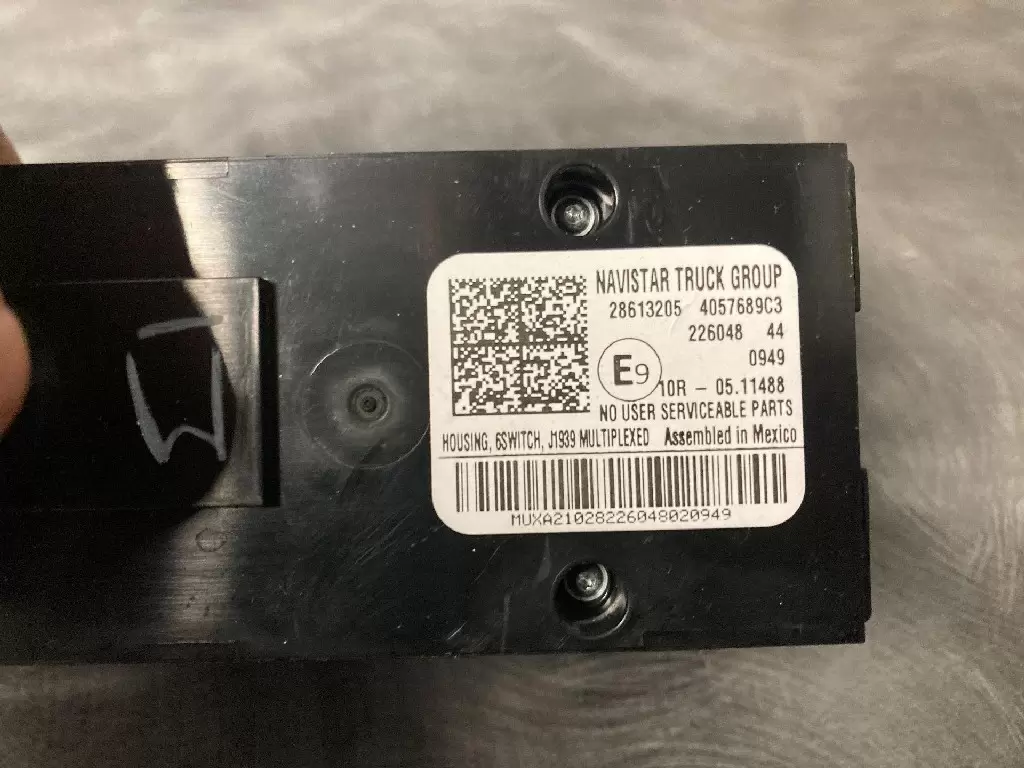 NAVISTAR TRUCK GROUP
28613205 4057689C3
226048 44
0949
E9
10R - 05.11488
NO USER SERVICEABLE PARTS
HOUSING, 6SWITCH, J1939 MULTIPLEXED Assembled in Mexico
MUXA21028226048020949